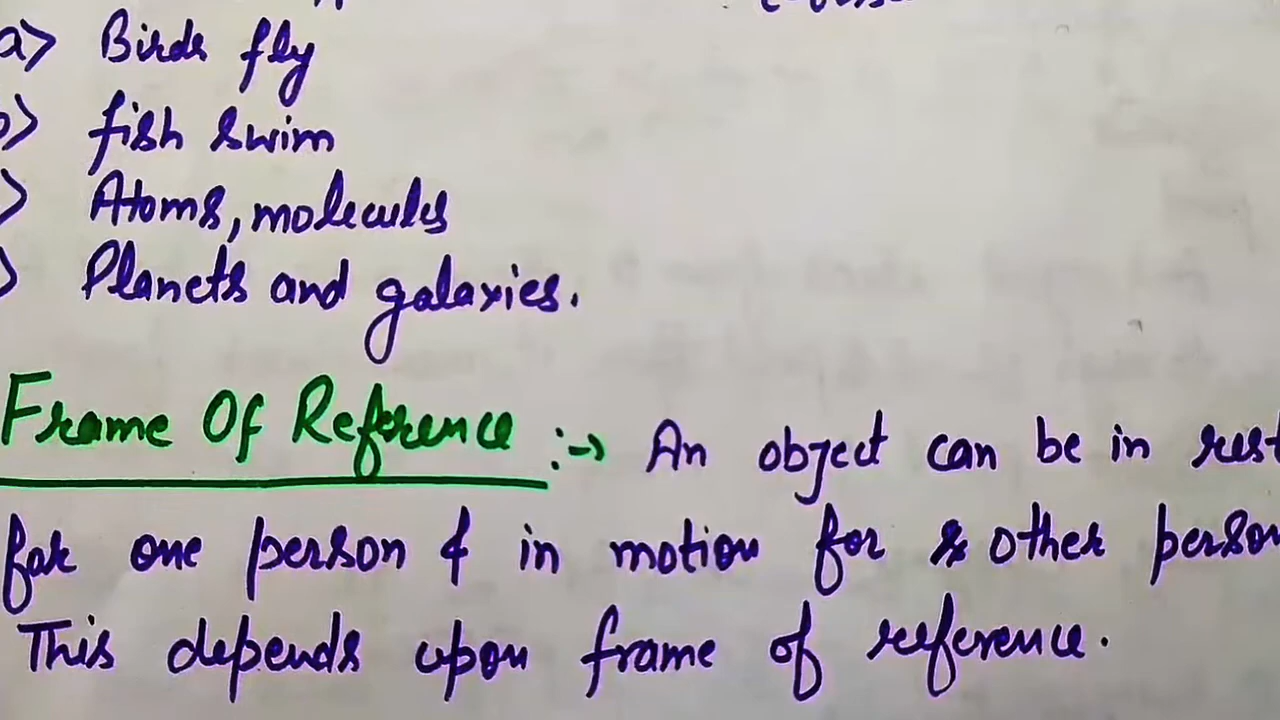 a> Birds fly
b> fish swim
> Atoms, molecules
> Planets and galaxies.
Frame Of Reference :-> An object can be in rest
for one person & in motion for other person
This depends upon frame of reference.